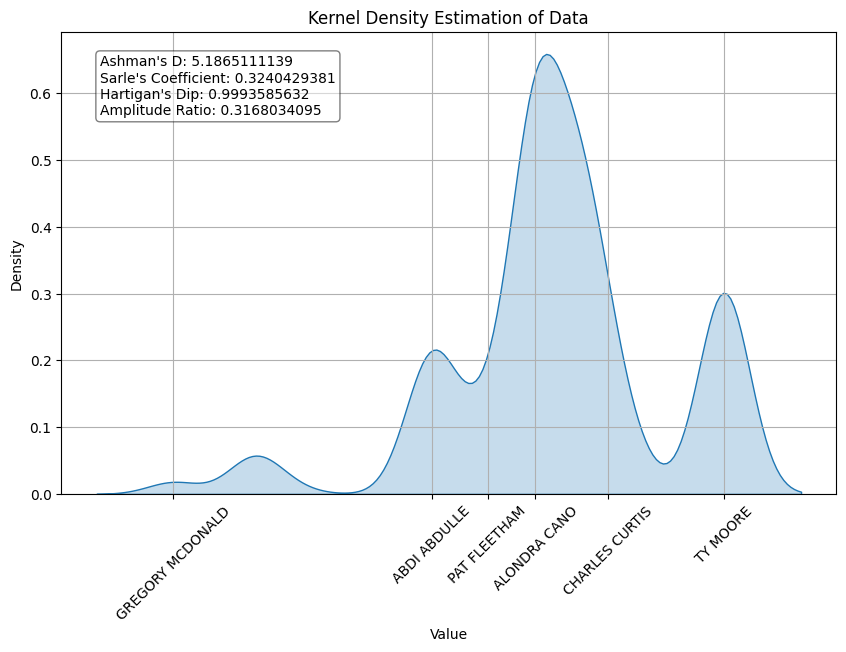 Kernel Density Estimation of Data
Ashman's D: 5.1865111139
Sarle's Coefficient: 0.3240429381
Hartigan's Dip: 0.9993585632
Amplitude Ratio: 0.3168034095
Density
0.6
0.5
0.4
0.3
0.2
0.1
0.0
GREGORY MCDONALD
ABDI ABDULLE
PAT FLEETHAM
ALONDRA CANO
CHARLES CURTIS
TY MOORE
Value